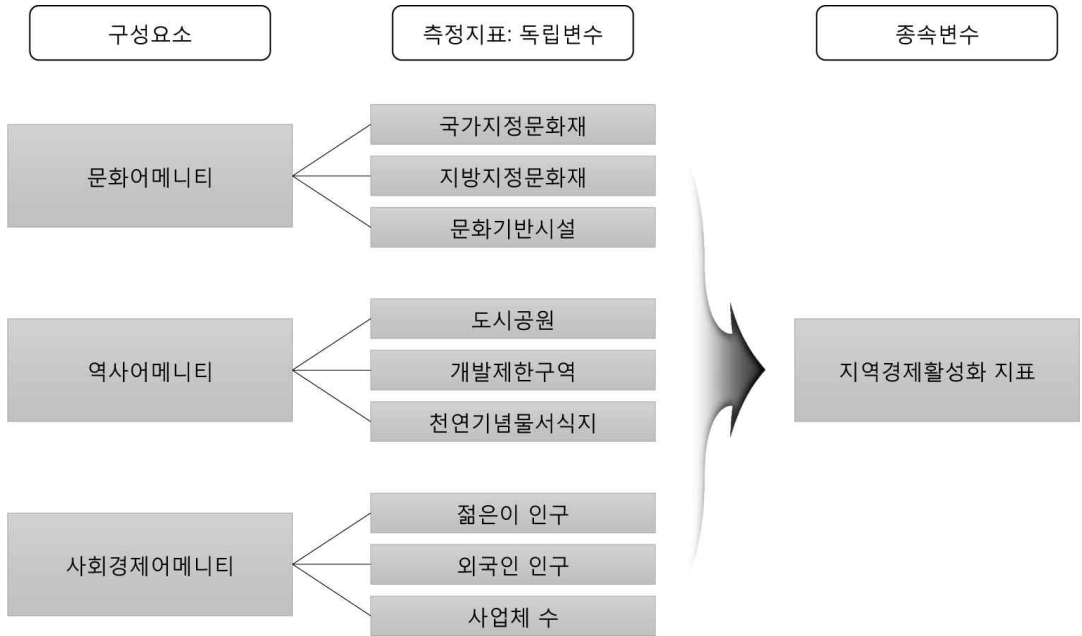 구성요소
측정지표: 독립변수
종속변수
문화어메니티
국가지정문화재
지방지정문화재
문화기반시설
역사어메니티
도시공원
개발제한구역
천연기념물서식지
사회경제어메니티
젊은이 인구
외국인 인구
사업체 수
지역경제활성화 지표